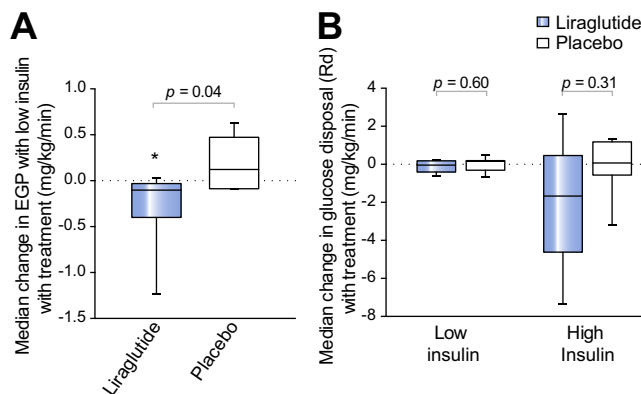 A
Median change in EGP with low insulin
with treatment (mg/kg/min)
1.0
0.5
0.0
-0.5
-1.0
-1.5
p = 0.04
*
Liraglutide
Placebo
B
Liraglutide
Placebo
Median change in glucose disposal (Rd)
with treatment (mg/kg/min)
4
2
0
-2
-4
-6
-8
p = 0.60
p = 0.31
Low
insulin
High
Insulin